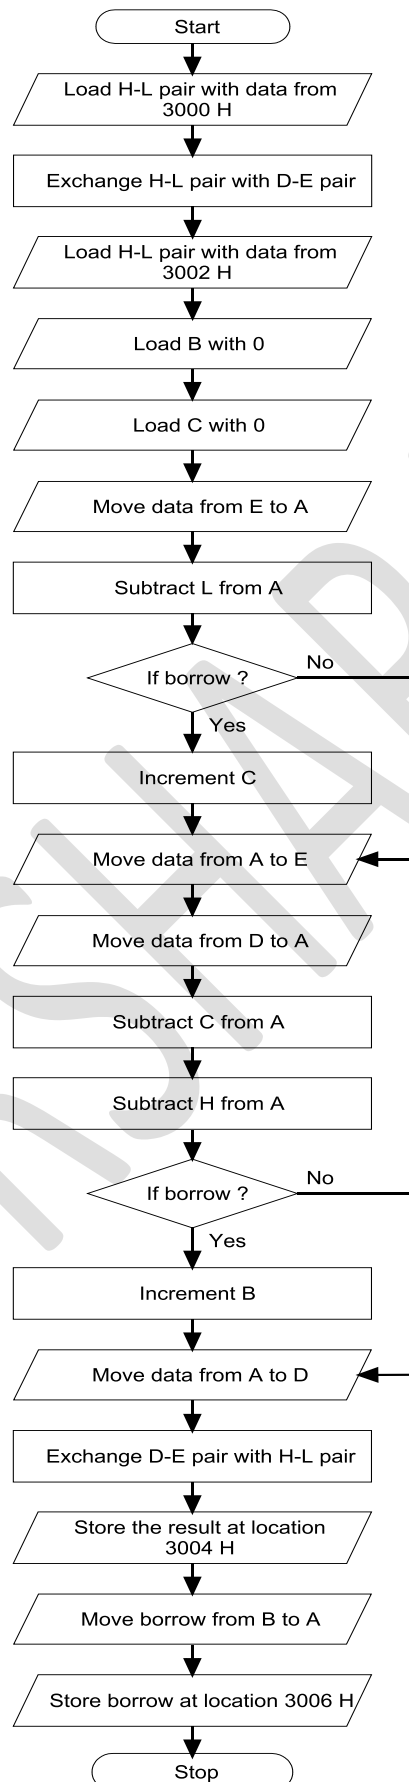 Start
Load H-L pair with data from
3000 H
Exchange H-L pair with D-E pair
Load H-L pair with data from
3002 H
Load B with 0
Load C with 0
Move data from E to A
Subtract L from A
If borrow ?
No
Yes
Increment C
Move data from A to E
Move data from D to A
Subtract C from A
Subtract H from A
If borrow ?
No
Yes
Increment B
Move data from A to D
Exchange D-E pair with H-L pair
Store the result at location
3004 H
Move borrow from B to A
Store borrow at location 3006 H
Stop